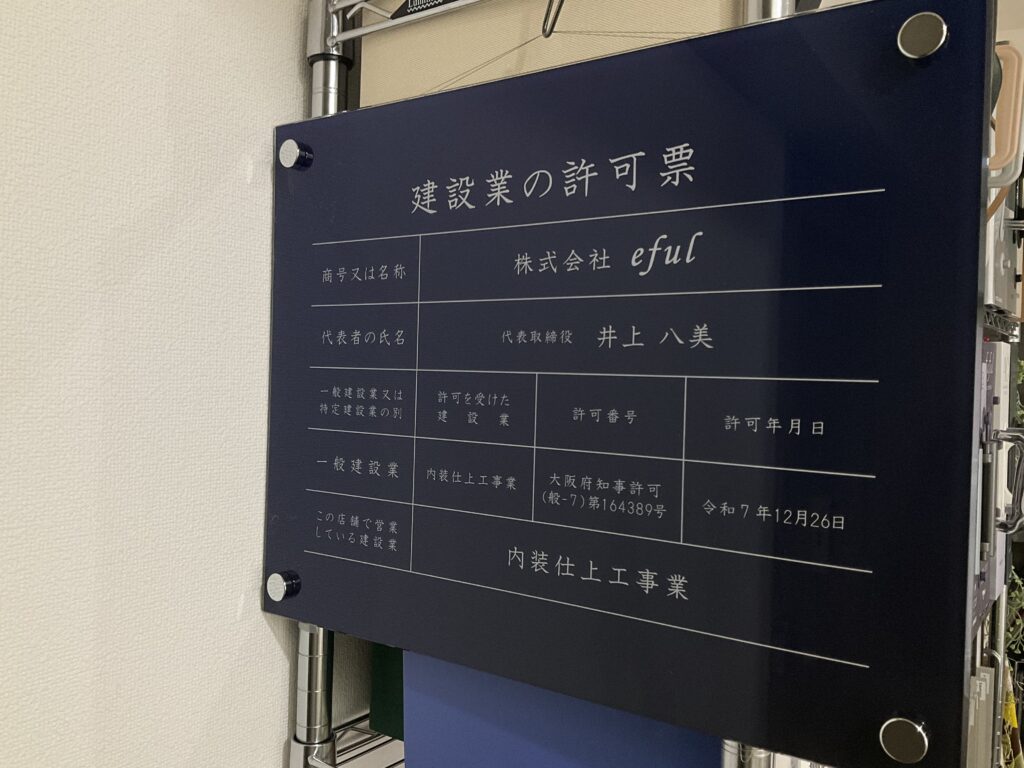 建設業の許可票
商号又は名称
株式会社 eful
代表者の氏名
代表取締役 井上 八美
一般建設業又は
特定建設業の別
許可を受けた
建設業
許可番号
許可年月日
一般建設業
内装仕上工事業
大阪府知事許可
(般-7)第164389号
令和7年12月26日
この店舗で営業
している建設業
内装仕上工事業